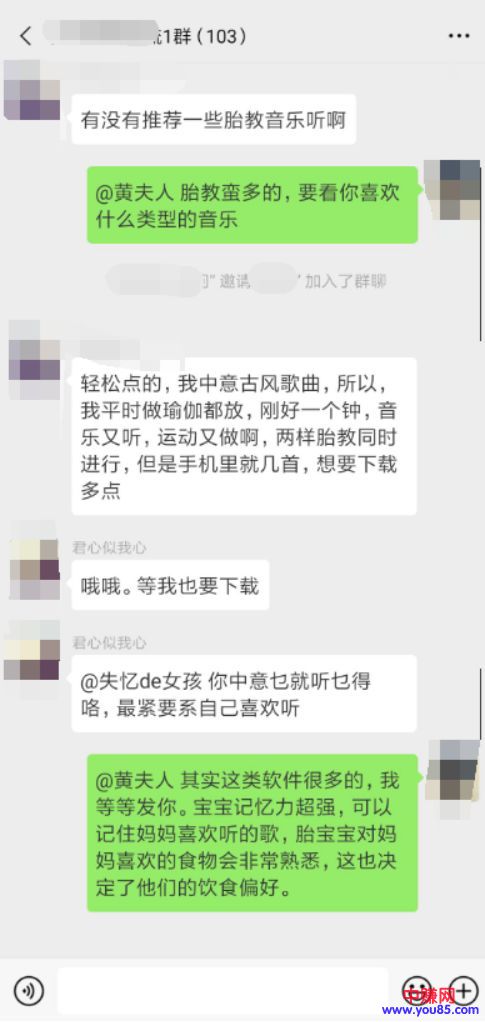 1群（103）
有没有推荐一些胎教音乐听啊
@黄夫人 胎教蛮多的，要看你喜欢
什么类型的音乐
" 邀请 " 加入了群聊
轻松点的，我中意古风歌曲，所以，
我平时做瑜伽都放，刚好一个钟，音
乐又听，运动又做啊，两样胎教同时
进行，但是手机里就几首，想要下载
多点
君心似我心
哦哦。等我也要下载
君心似我心
@失忆de女孩 你中意乜就听乜得
咯，最紧要系自己喜欢听
@黄夫人 其实这类软件很多的，我
等等发你。宝宝记忆力超强，可以
记住妈妈喜欢听的歌，胎宝宝对妈
妈喜欢的食物会非常熟悉，这也决
定了他们的饮食偏好。
中赚网
www.you85.com